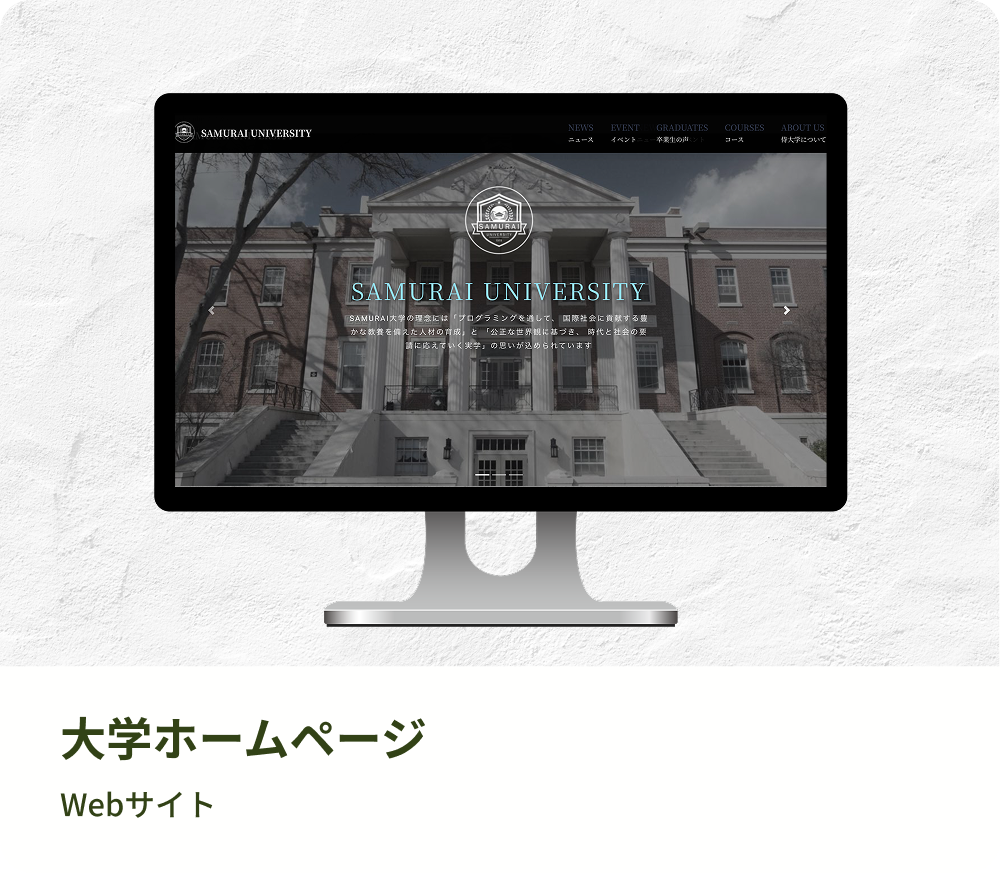 SAMURAI UNIVERSITY
NEWS EVENT GRADUATES COURSES ABOUT US
ニュース イベント 卒業生の声 コース 侍大学について
SAMURAI
UNIVERSITY
SAMURAI UNIVERSITY
SAMURAI大学の理念には「プログラミングを通して、 国際社会に貢献する豊
かな教養を備えた人材の育成」と 「公正な世界観に基づき、 時代と社会の要
請に応えていく実学」の思いが込められています
大学ホームページ
Webサイト